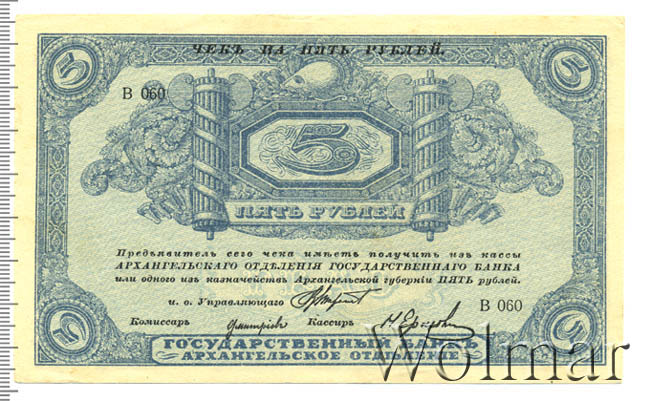 ЧЕКЪ НА ПЯТЬ РУБЛЕЙ.
5 5
В 060
5
ПЯТЬ РУБЛЕЙ
Предъявитель сего чека имѣетъ получить изъ кассы
АРХАНГЕЛЬСКАГО ОТДѢЛЕНІЯ ГОСУДАРСТВЕННАГО БАНКА
или одного изъ казначействъ Архангельской губерніи ПЯТЬ рублей.
и. о. Управляющаго
В 060
Комиссаръ Кассиръ
5 5
ГОСУДАРСТВЕННЫЙ БАНКЪ
АРХАНГЕЛЬСКОЕ ОТДѢЛЕНІЕ
Wolmar